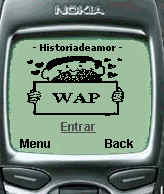 NOKIA
- Historiadeamor -
WAP
Entrar
Menu Back